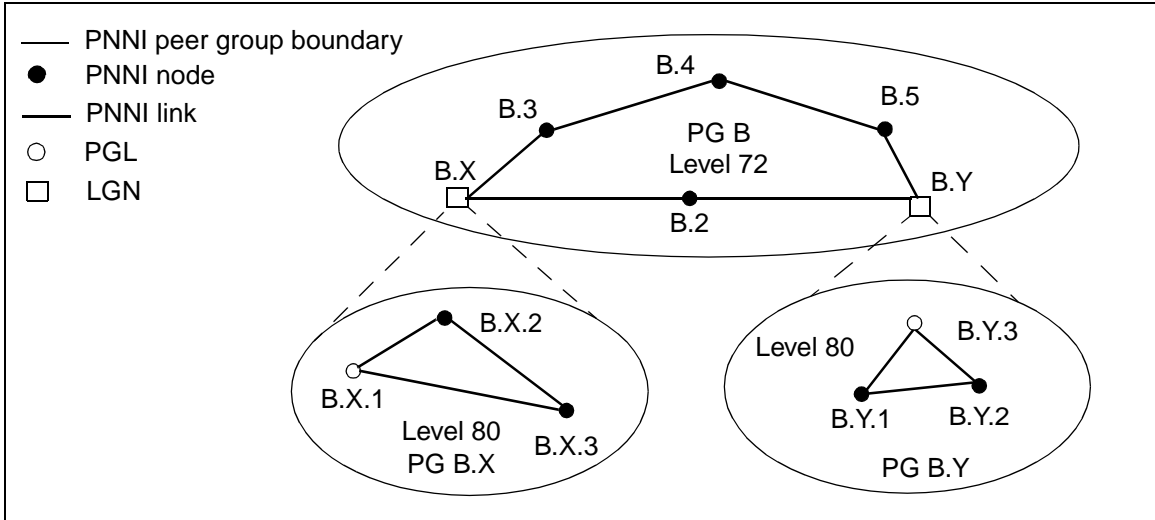 PNNI peer group boundary
PNNI node
PNNI link
PGL
LGN
B.4
B.3
B.5
PG B
Level 72
B.X
B.Y
B.2
B.X.2
B.X.1
Level 80
PG B.X
B.X.3
Level 80
B.Y.3
B.Y.1
B.Y.2
PG B.Y